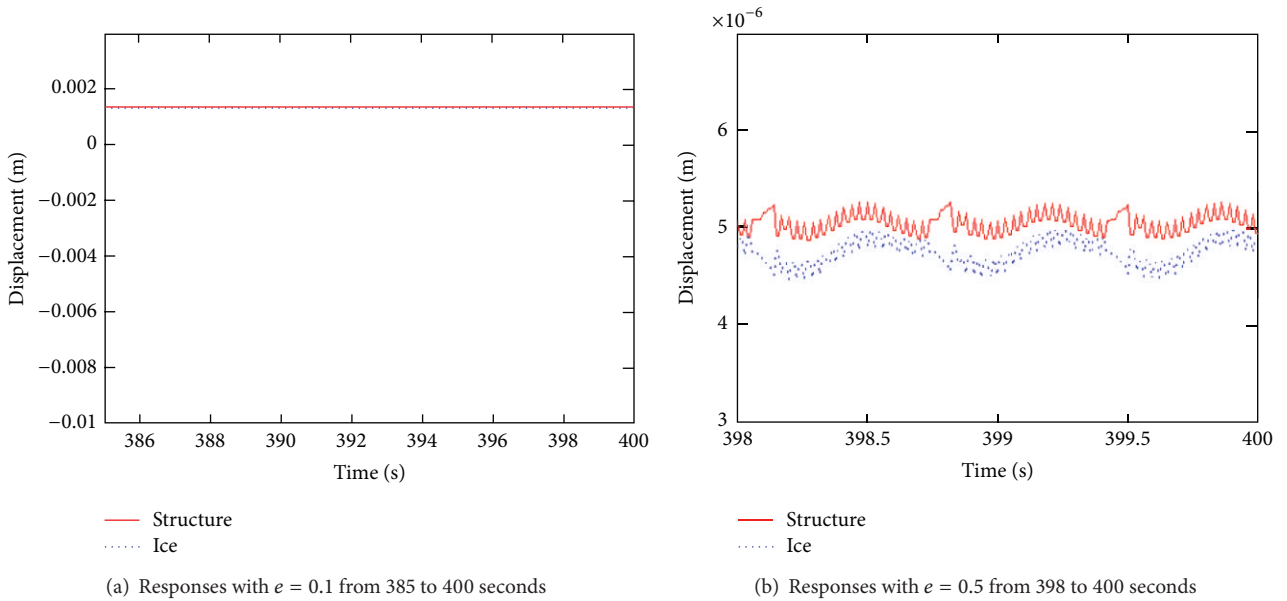 0.002
0
−0.002
−0.004
−0.006
−0.008
−0.01
Displacement (m)
386 388 390 392 394 396 398 400
Time (s)
Structure
Ice
(a) Responses with e = 0.1 from 385 to 400 seconds
×10−6
6
5
4
3
Displacement (m)
398 398.5 399 399.5 400
Time (s)
Structure
Ice
(b) Responses with e = 0.5 from 398 to 400 seconds